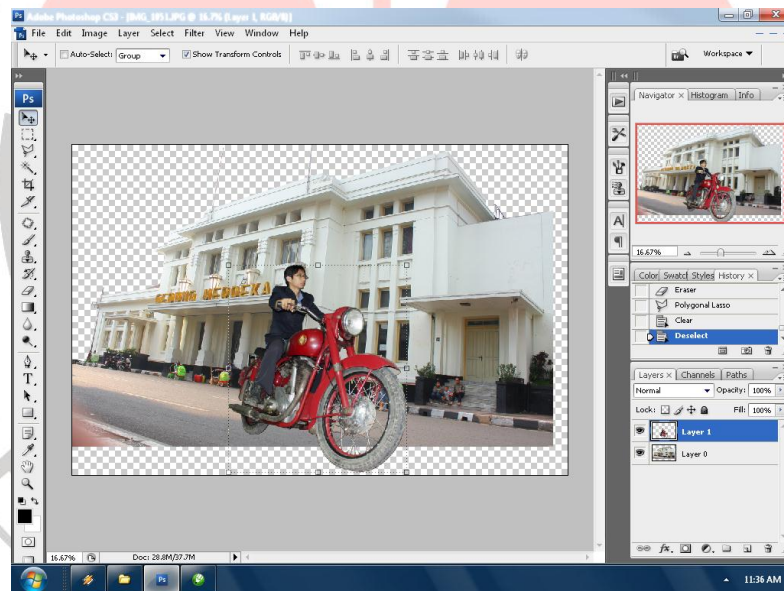 Adobe Photoshop CS3 - [IMG_1051.JPG @ 16.7% (Layer 1, RGB/8)]
File Edit Image Layer Select Filter View Window Help
Auto-Select: Group Show Transform Controls Workspace
Ps
Navigator × Histogram Info
GEDUNG MERDEKA
16.67%
Color Swatch Styles History ×
Eraser
Polygonal Lasso
Clear
Deselect
Layers × Channels Paths
Normal Opacity: 100%
Lock: Fill: 100%
Layer 1
Layer 0
16.67% Doc: 28.8M/37.7M
Ps
11:36 AM